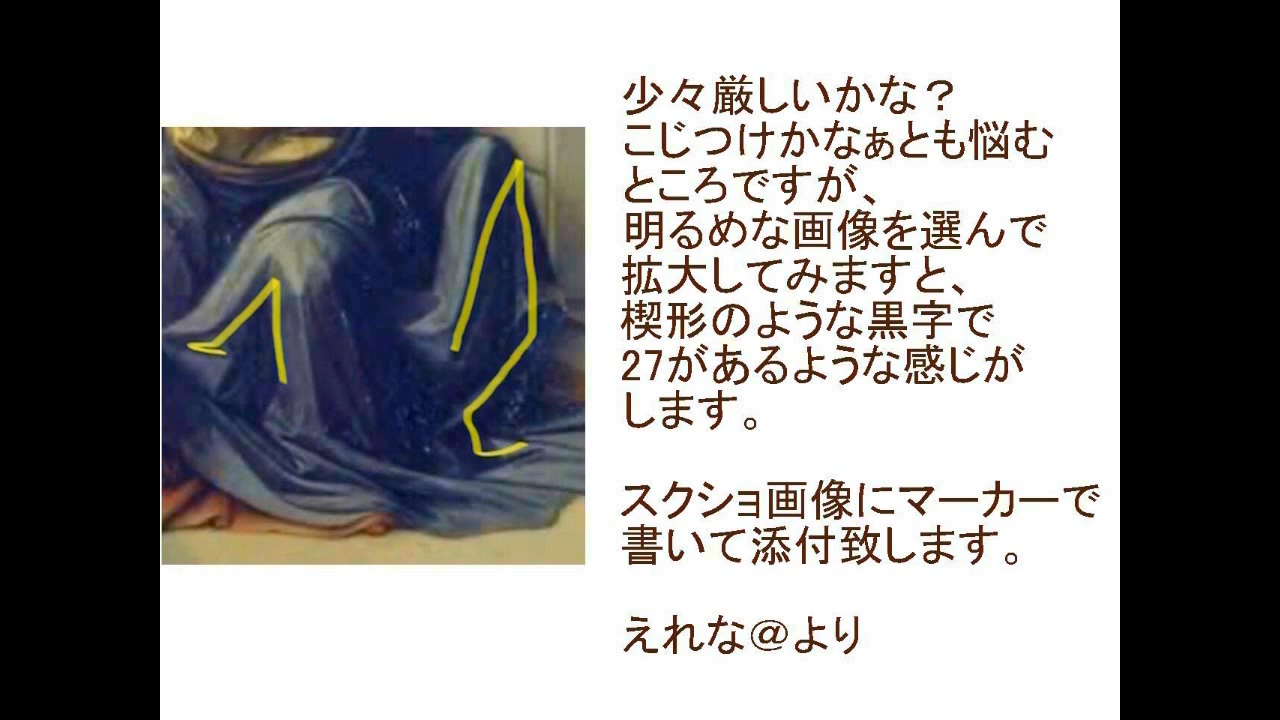 少々厳しいかな？
こじつけかなぁとも悩む
ところですが、
明るめな画像を選んで
拡大してみますと、
楔形のような黒字で
27があるような感じが
します。
スクショ画像にマーカーで
書いて添付致します。
えれな＠より